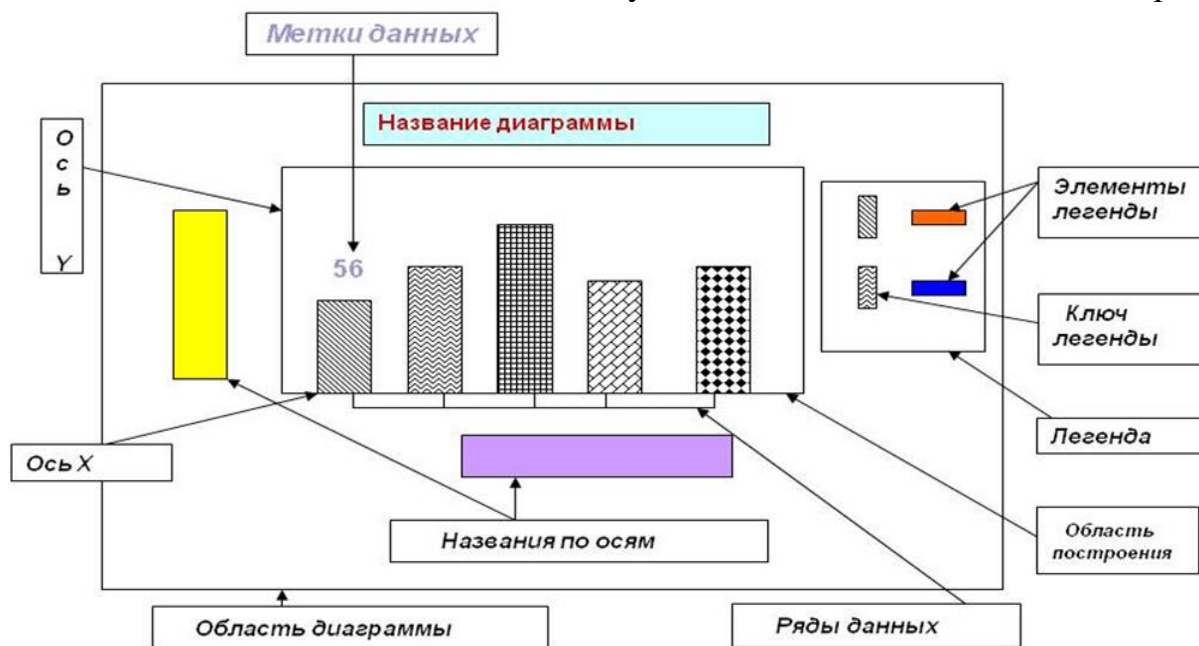 у
р
Метки данных
Название диаграммы
О
с
ь
Y
56
Элементы
легенды
Ключ
легенды
Легенда
Ось X
Названия по осям
Область
построения
Область диаграммы
Ряды данных